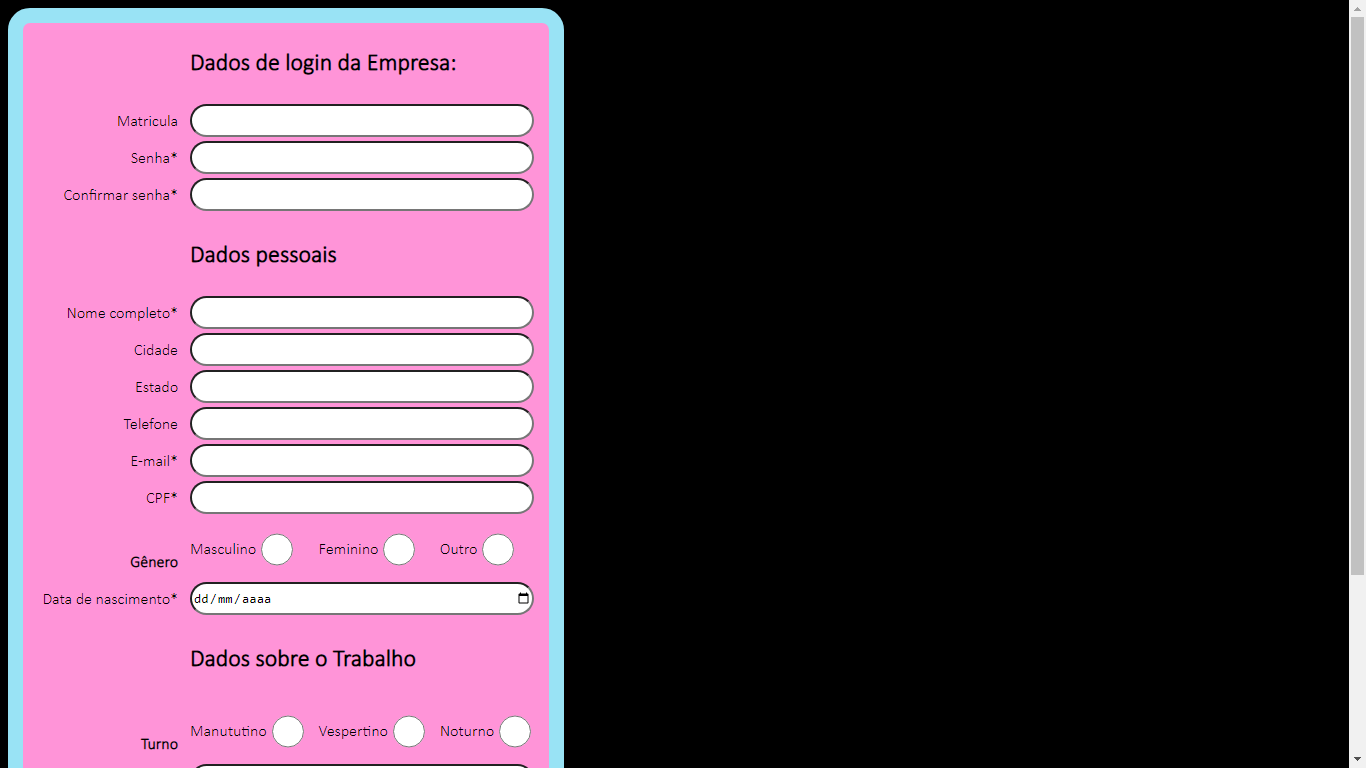 Dados de login da Empresa:
Matricula
Senha*
Confirmar senha*
Dados pessoais
Nome completo*
Cidade
Estado
Telefone
E-mail*
CPF*
Masculino Feminino Outro
Gênero
Data de nascimento* dd/mm/aaaa
Dados sobre o Trabalho
Manututino Vespertino Noturno
Turno